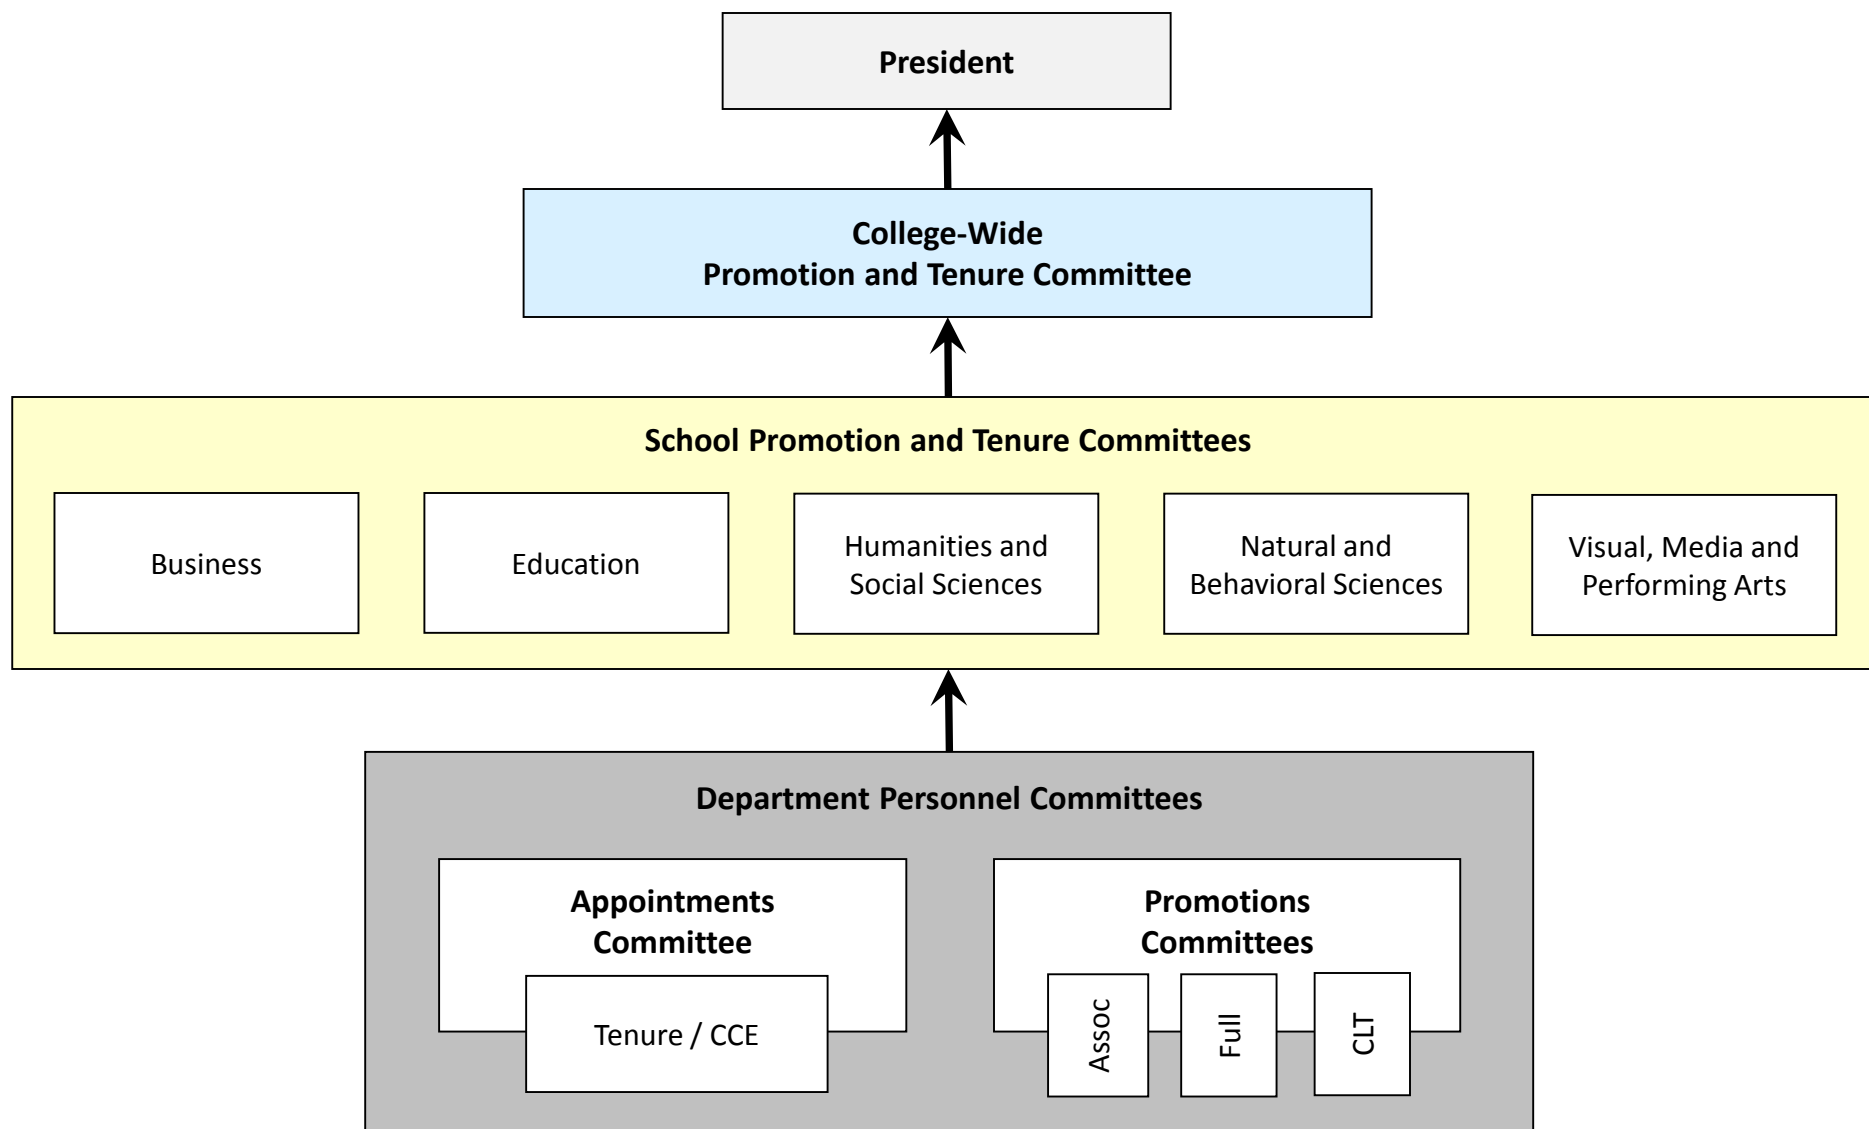 President
College-Wide
Promotion and Tenure Committee
School Promotion and Tenure Committees
Business
Education
Humanities and
Social Sciences
Natural and
Behavioral Sciences
Visual, Media and
Performing Arts
Department Personnel Committees
Appointments
Committee
Tenure / CCE
Promotions
Committees
Assoc
Full
CLT